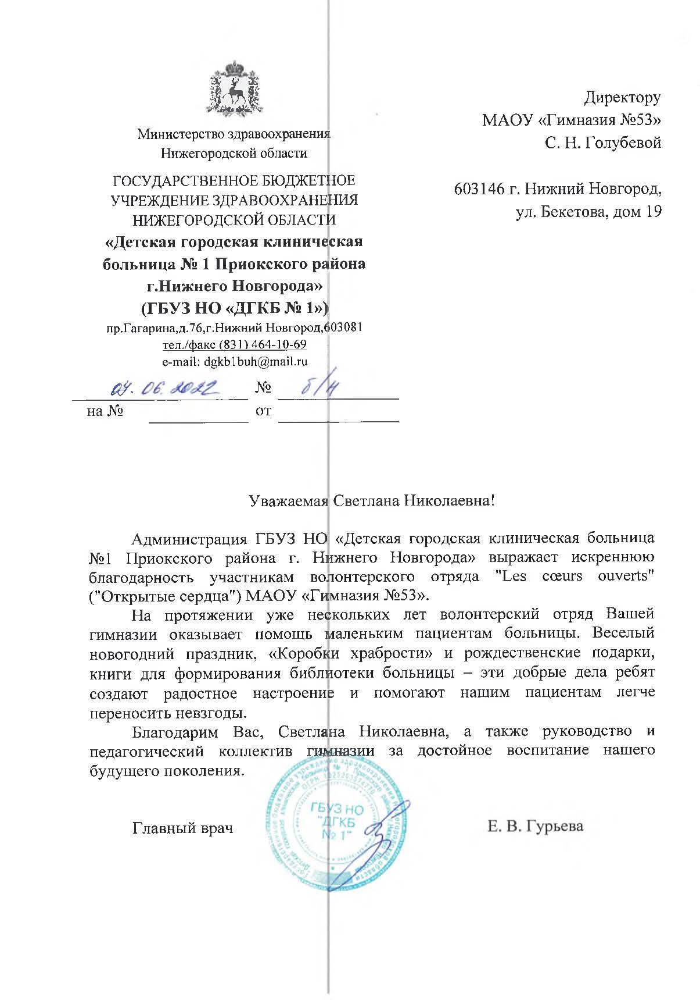 Министерство здравоохранения
Нижегородской области
ГОСУДАРСТВЕННОЕ БЮДЖЕТНОЕ
УЧРЕЖДЕНИЕ ЗДРАВООХРАНЕНИЯ
НИЖЕГОРОДСКОЙ ОБЛАСТИ
«Детская городская клиническая
больница № 1 Приокского района
г.Нижнего Новгорода»
(ГБУЗ НО «ДГКБ № 1»)
пр.Гагарина,д.76,г.Нижний Новгород,603081
тел./факс (831) 464-10-69
e-mail: dgkb1buh@mail.ru
06.2022 № б/н
на № от
Директору
МАОУ «Гимназия №53»
С. Н. Голубевой
603146 г. Нижний Новгород,
ул. Бекетова, дом 19
Уважаемая Светлана Николаевна!
Администрация ГБУЗ НО «Детская городская клиническая больница
№1 Приокского района г. Нижнего Новгорода» выражает искреннюю
благодарность участникам волонтерского отряда "Les cœurs ouverts"
("Открытые сердца") МАОУ «Гимназия №53».
На протяжении уже нескольких лет волонтерский отряд Вашей
гимназии оказывает помощь маленьким пациентам больницы. Веселый
новогодний праздник, «Коробки храбрости» и рождественские подарки,
книги для формирования библиотеки больницы – эти добрые дела ребят
создают радостное настроение и помогают нашим пациентам легче
переносить невзгоды.
Благодарим Вас, Светлана Николаевна, а также руководство и
педагогический коллектив гимназии за достойное воспитание нашего
будущего поколения.
Главный врач
Е. В. Гурьева
ГБУЗ НО
"ДГКБ
№ 1"